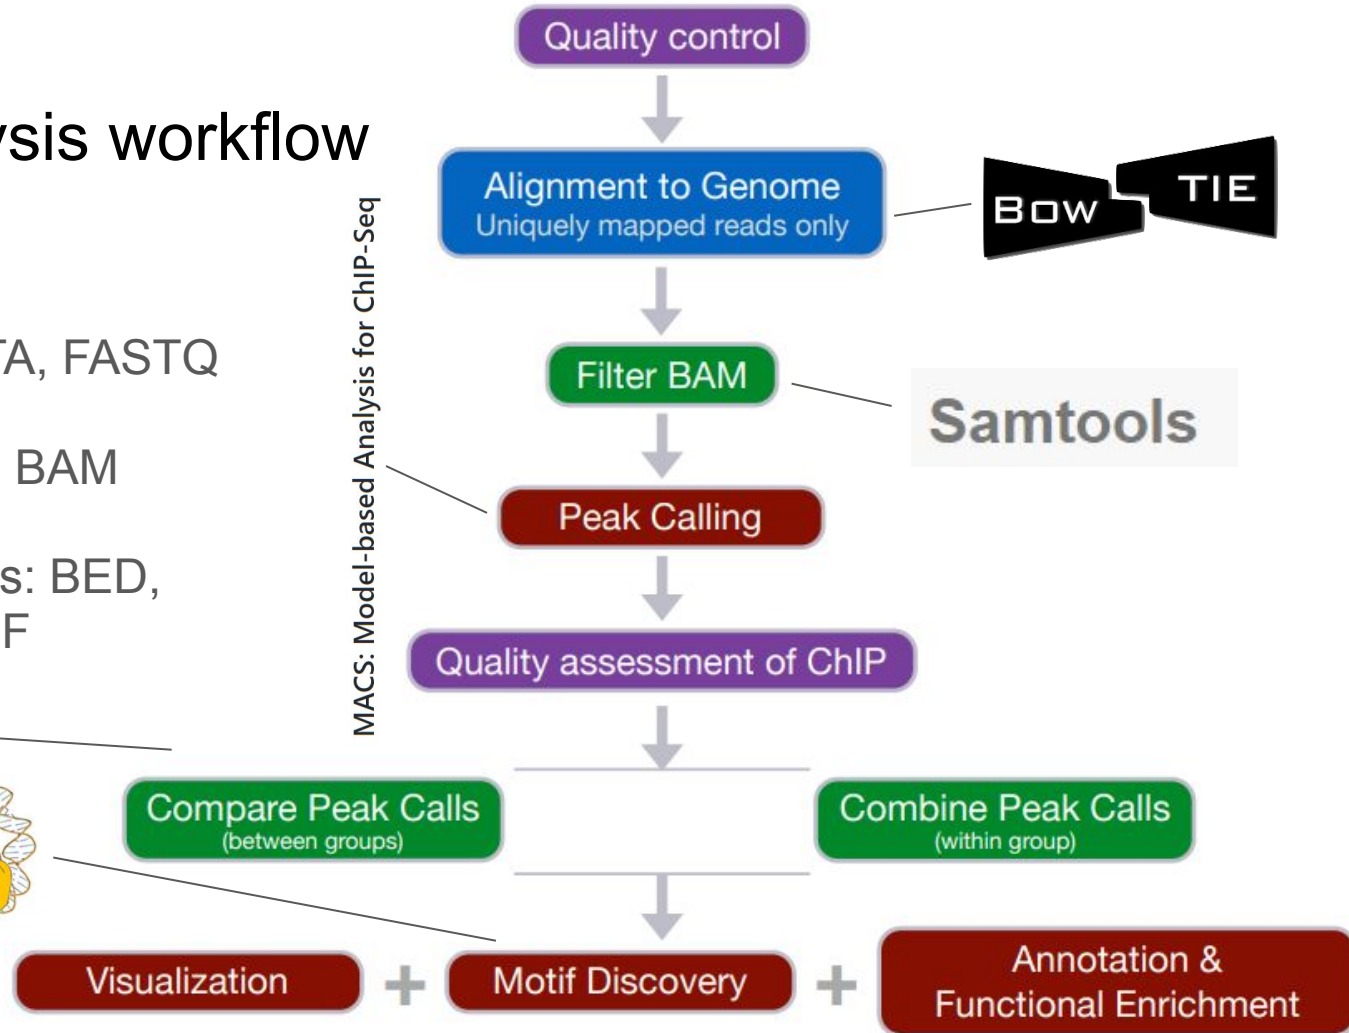 Quality control
ysis workflow
Alignment to Genome
Uniquely mapped reads only
BOW TIE
MACS: Model-based Analysis for ChIP-Seq
TA, FASTQ
Filter BAM
Samtools
BAM
Peak Calling
s: BED,
F
Quality assessment of ChIP
Compare Peak Calls
(between groups)
Combine Peak Calls
(within group)
Visualization + Motif Discovery + Annotation &
Functional Enrichment